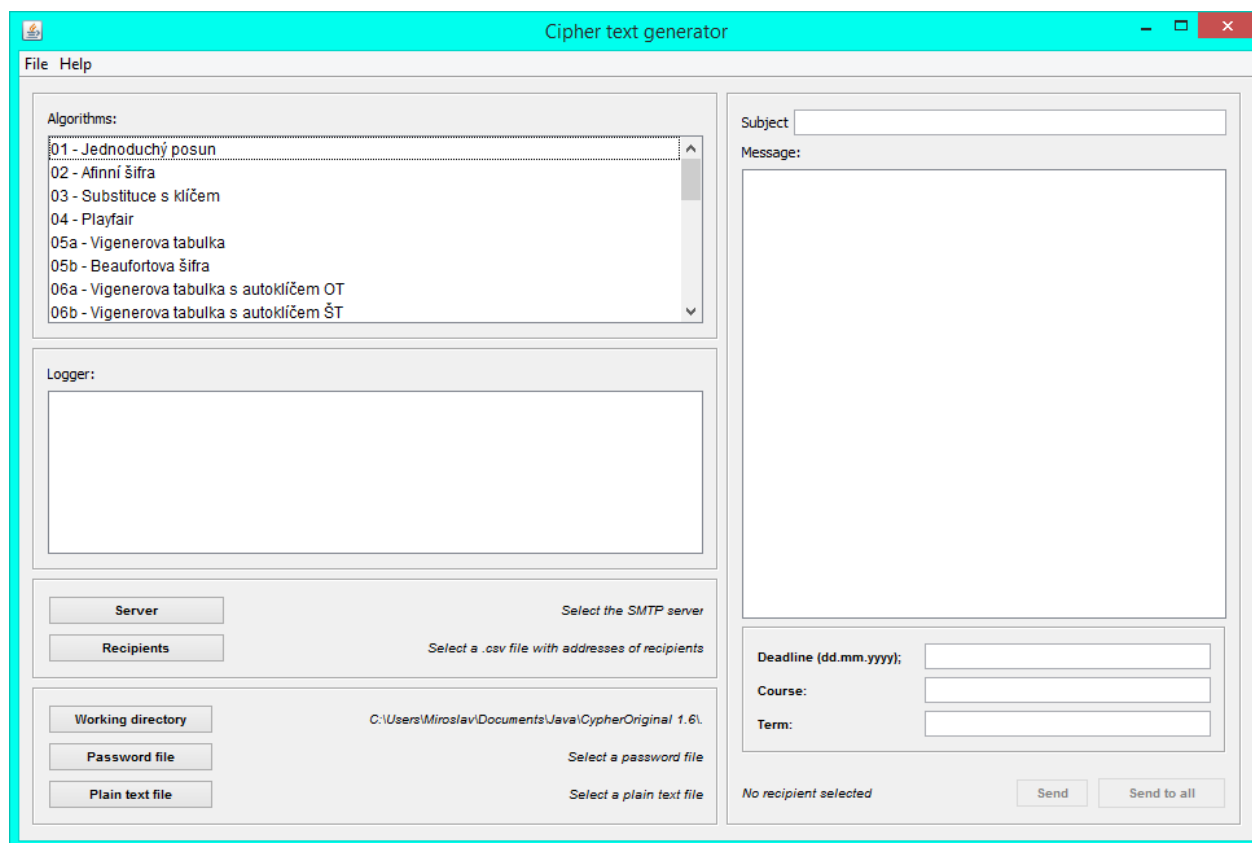 Cipher text generator
File Help
Algorithms:
01 - Jednoduchý posun
02 - Afinní šifra
03 - Substituce s klíčem
04 - Playfair
05a - Vigenerova tabulka
05b - Beaufortova šifra
06a - Vigenerova tabulka s autoklíčem OT
06b - Vigenerova tabulka s autoklíčem ŠT
Logger:
Server Select the SMTP server
Recipients Select a .csv file with addresses of recipients
Working directory C:\Users\Miroslav\Documents\Java\CypherOriginal 1.6\.
Password file Select a password file
Plain text file Select a plain text file
Subject
Message:
Deadline (dd.mm.yyyy);
Course:
Term:
No recipient selected Send Send to all